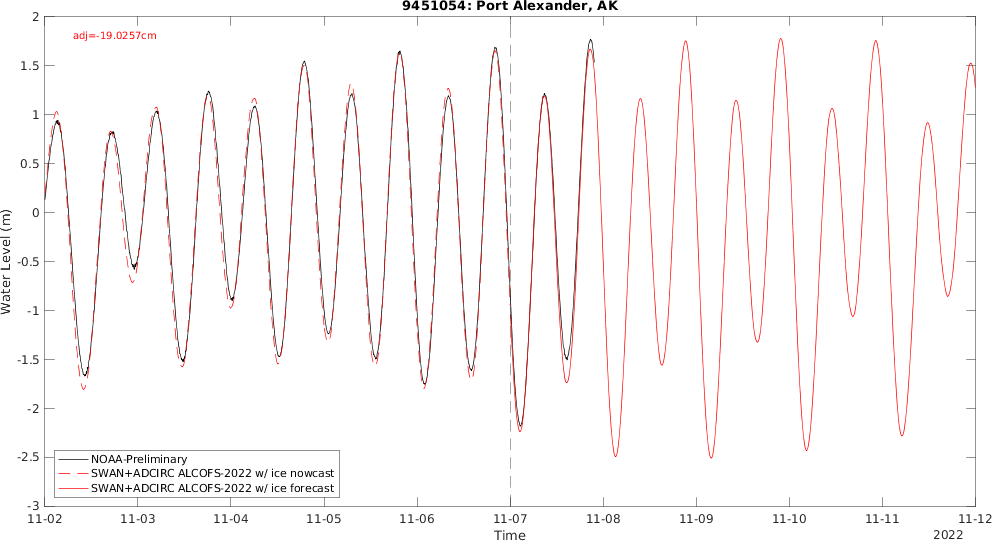 9451054: Port Alexander, AK
adj=-19.0257cm
Water Level (m)
2
1.5
1
0.5
0
-0.5
-1
-1.5
-2
-2.5
-3
NOAA-Preliminary
SWAN+ADCIRC ALCOFS-2022 w/ ice nowcast
SWAN+ADCIRC ALCOFS-2022 w/ ice forecast
11-02 11-03 11-04 11-05 11-06 11-07 11-08 11-09 11-10 11-11 11-12
Time
2022